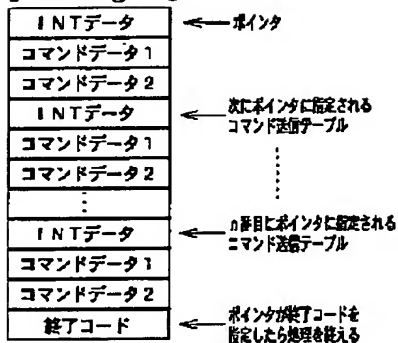 INTデータ
ポインタ
コマンドデータ1
コマンドデータ2
INTデータ
次にポインタに指定される
コマンド送信テーブル
コマンドデータ1
コマンドデータ2
⋮
INTデータ
n番目にポインタに指定される
コマンド送信テーブル
コマンドデータ1
コマンドデータ2
終了コード
ポインタが終了コードを
指定したら処理を終える